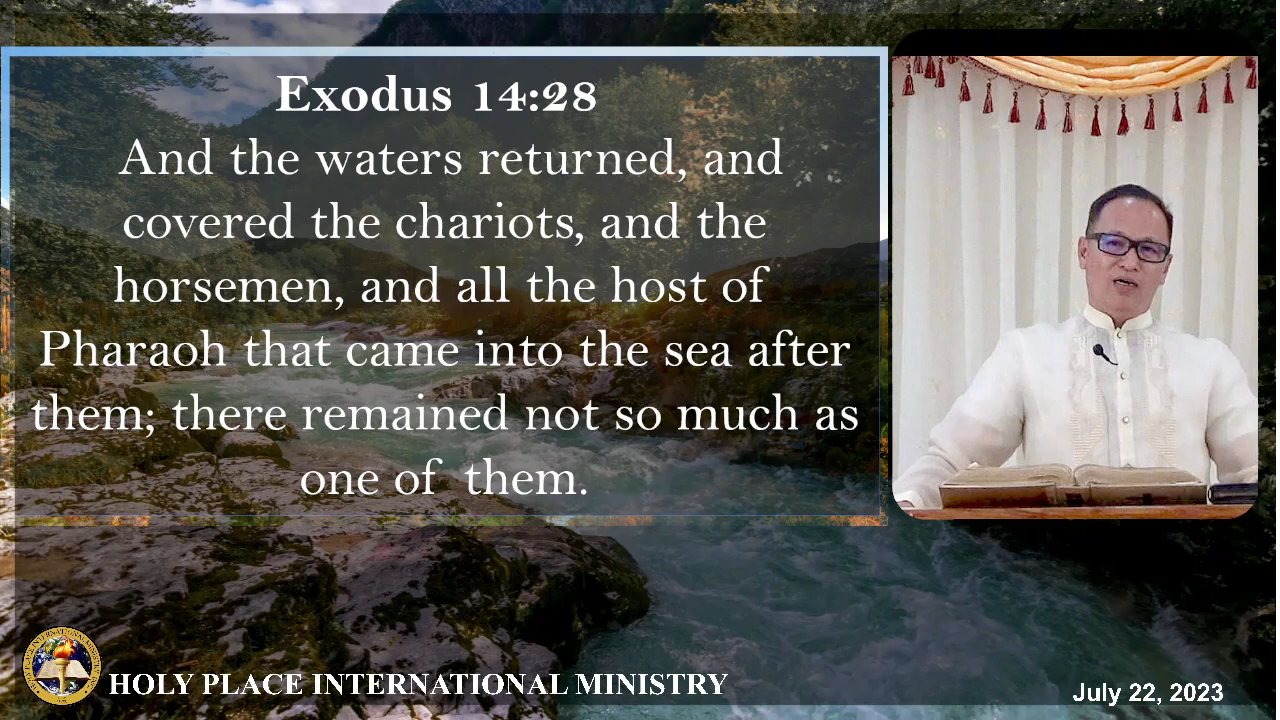 Exodus 14:28
And the waters returned, and
covered the chariots, and the
horsemen, and all the host of
Pharaoh that came into the sea after
them; there remained not so much as
one of  them.
HOLY PLACE INTERNATIONAL MINISTRY
July 22, 2023